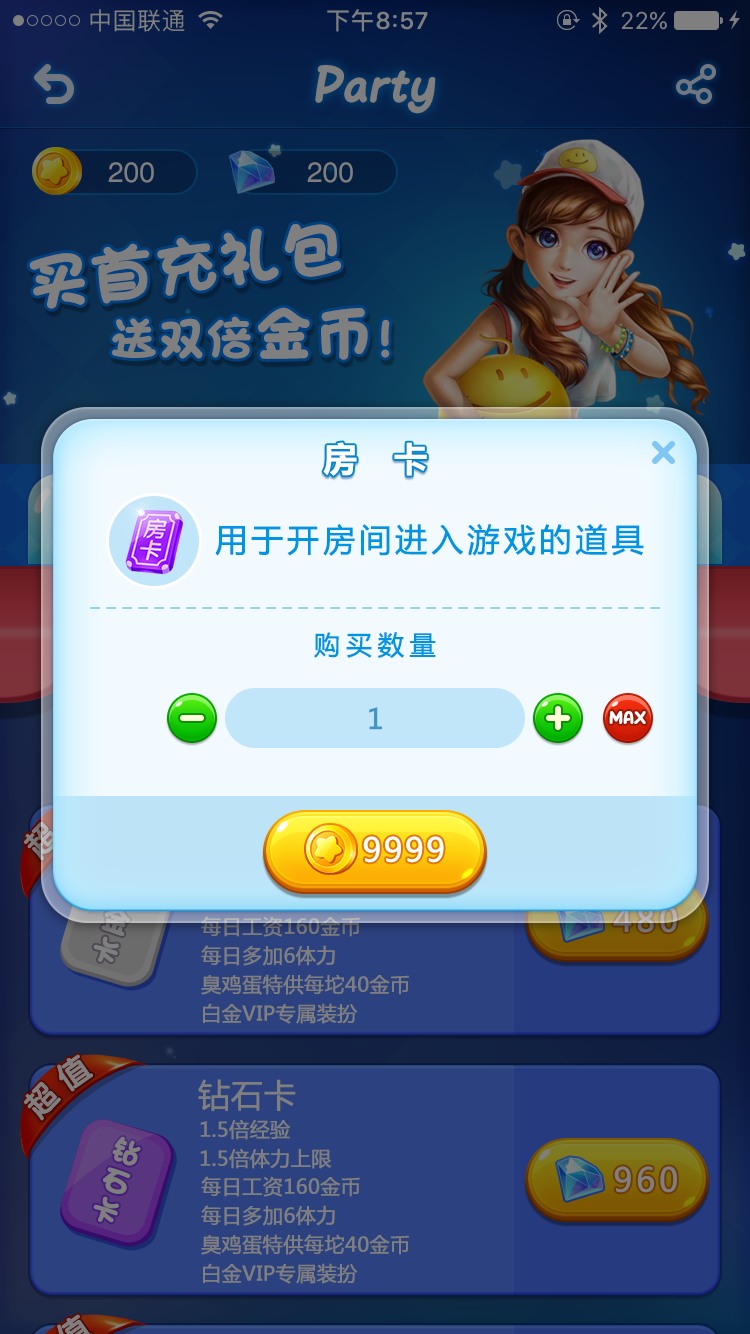 中国联通 下午8:57 22%
Party
200 200
买首充礼包
送双倍金币!
房卡
房卡
用于开房间进入游戏的道具
购买数量
1 MAX
9999
超
480
每日工资160金币
每日多加6体力
臭鸡蛋特供每坨40金币
白金VIP专属装扮
超值
钻石卡
钻石卡
1.5倍经验
1.5倍体力上限
每日工资160金币
每日多加6体力
臭鸡蛋特供每坨40金币
白金VIP专属装扮
960
值